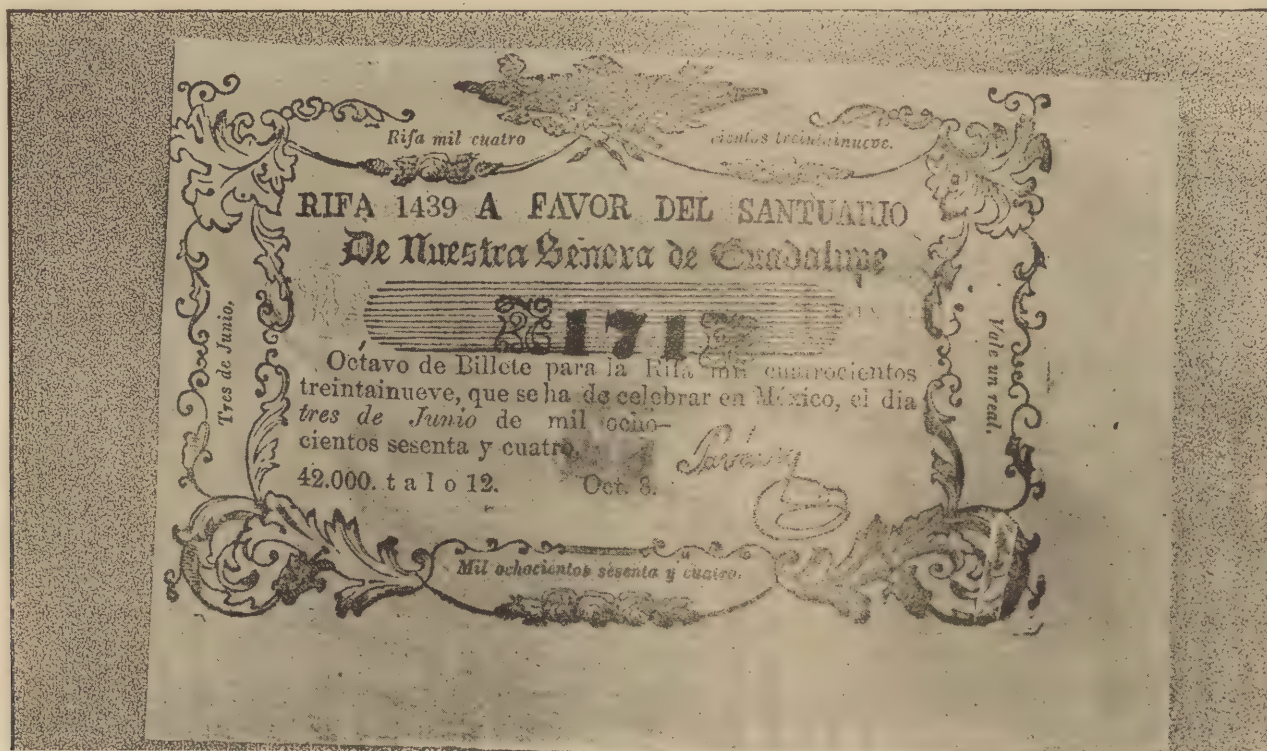 Rifa mil cuatro cientos treintainueve.
RIFA 1439 A FAVOR DEL SANTUARIO
De Nuestra Señora de Guadalupe
171
Tres de Junio.
Vale un real.
Octavo de Billete para la Rifa mil cuatrocientos
treintainueve, que se ha de celebrar en México, el dia
tres de Junio de mil ocho-
cientos sesenta y cuatro.
42.000. t a l o 12. Oct. 8.
Mil ochocientos sesenta y cuatro.